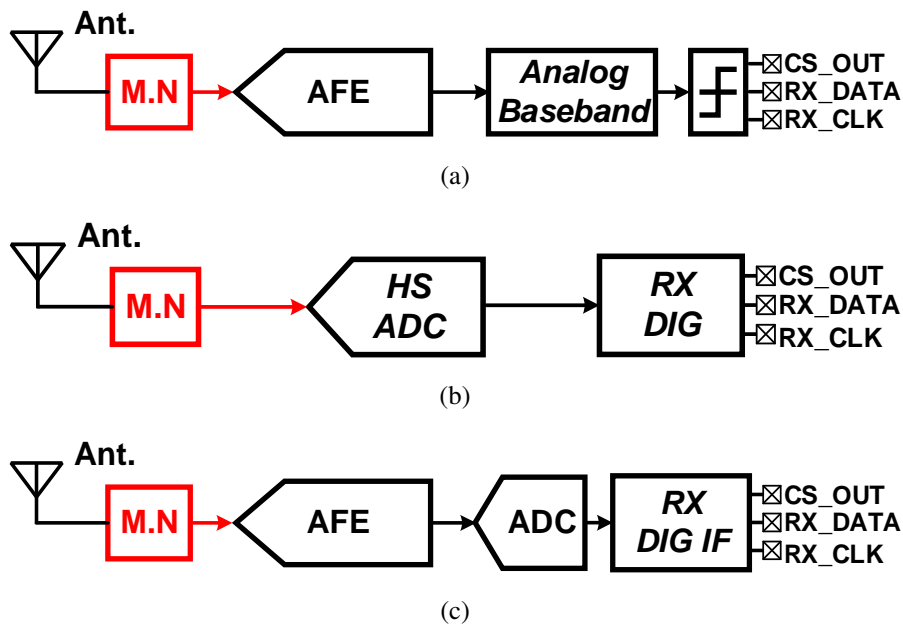 Ant.
M.N
AFE
Analog
Baseband
CS_OUT
RX_DATA
RX_CLK
(a)
Ant.
M.N
HS
ADC
RX
DIG
CS_OUT
RX_DATA
RX_CLK
(b)
Ant.
M.N
AFE
ADC
RX
DIG IF
CS_OUT
RX_DATA
RX_CLK
(c)